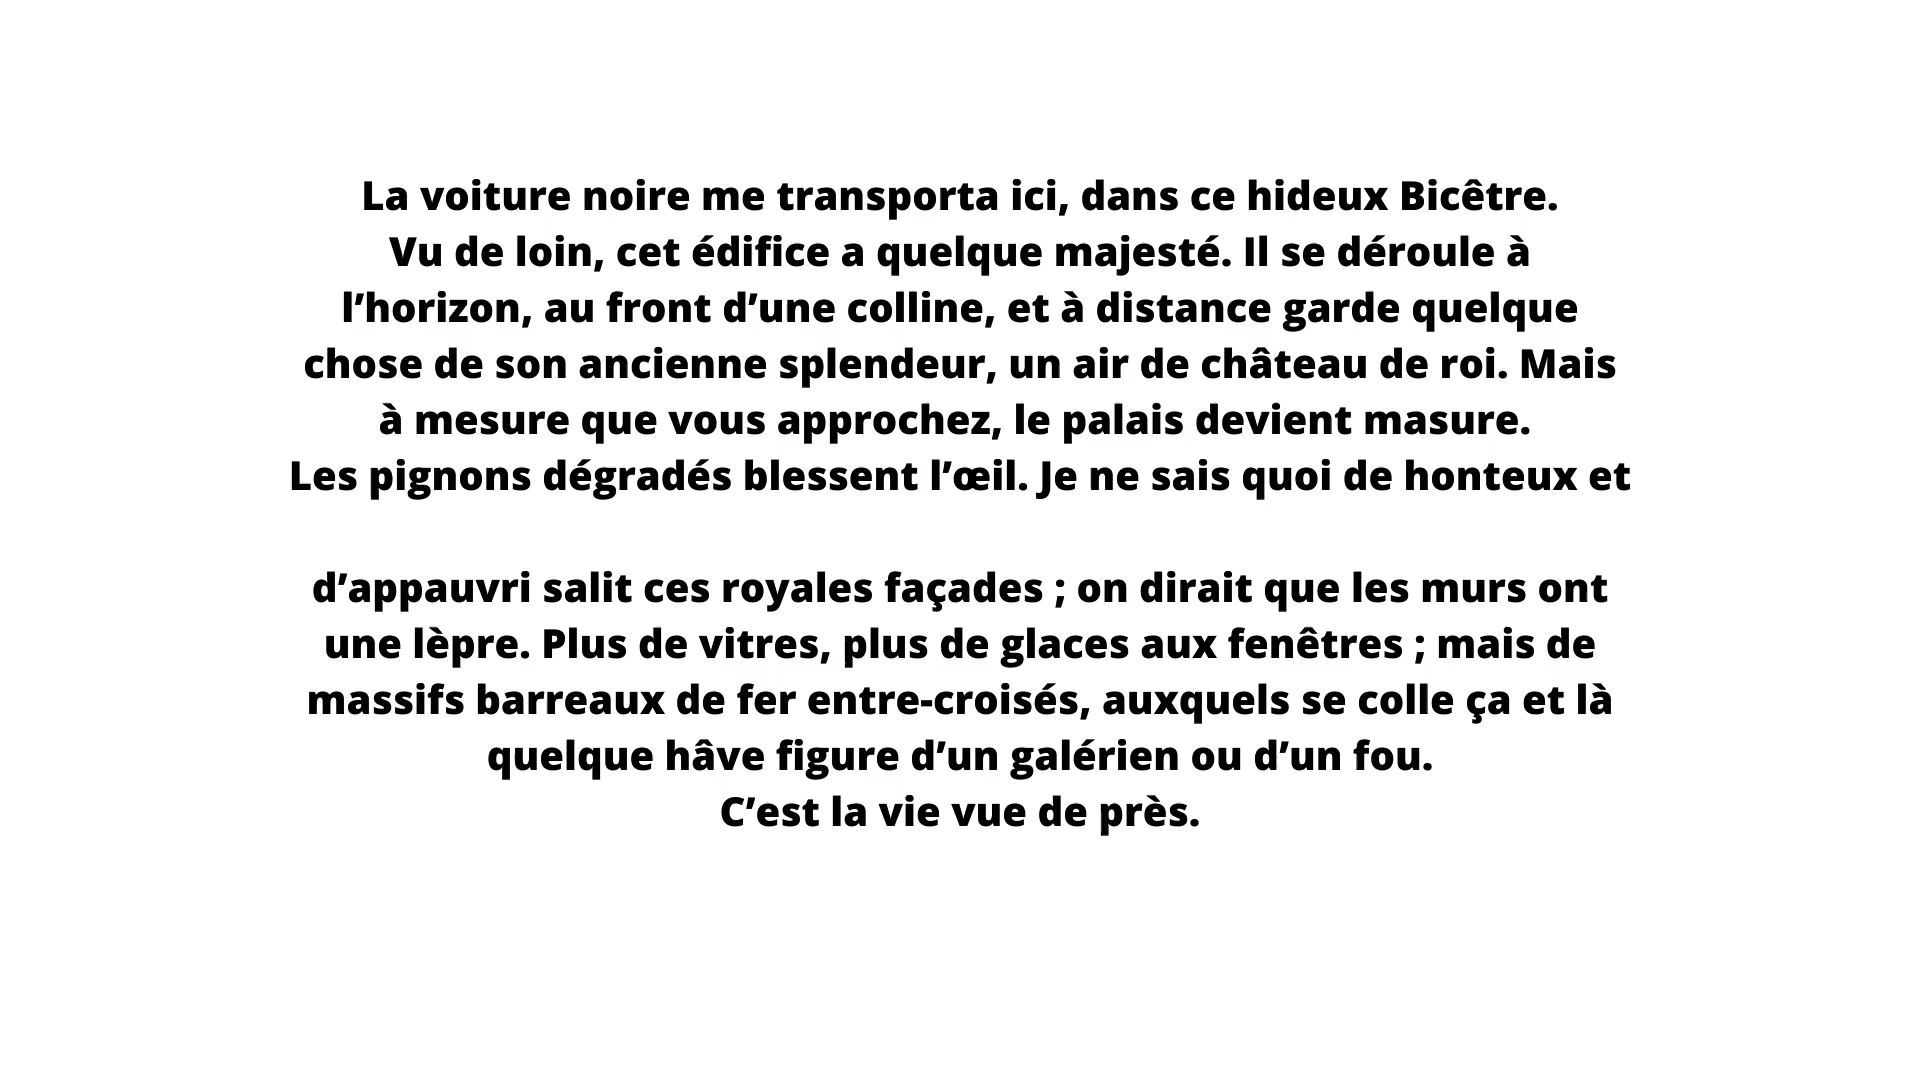 La voiture noire me transporta ici, dans ce hideux Bicêtre.
Vu de loin, cet édifice a quelque majesté. Il se déroule à
l’horizon, au front d’une colline, et à distance garde quelque
chose de son ancienne splendeur, un air de château de roi. Mais
à mesure que vous approchez, le palais devient masure.
Les pignons dégradés blessent l’œil. Je ne sais quoi de honteux et
d’appauvri salit ces royales façades ; on dirait que les murs ont
une lèpre. Plus de vitres, plus de glaces aux fenêtres ; mais de
massifs barreaux de fer entre-croisés, auxquels se colle ça et là
quelque hâve figure d’un galérien ou d’un fou.
C’est la vie vue de près.